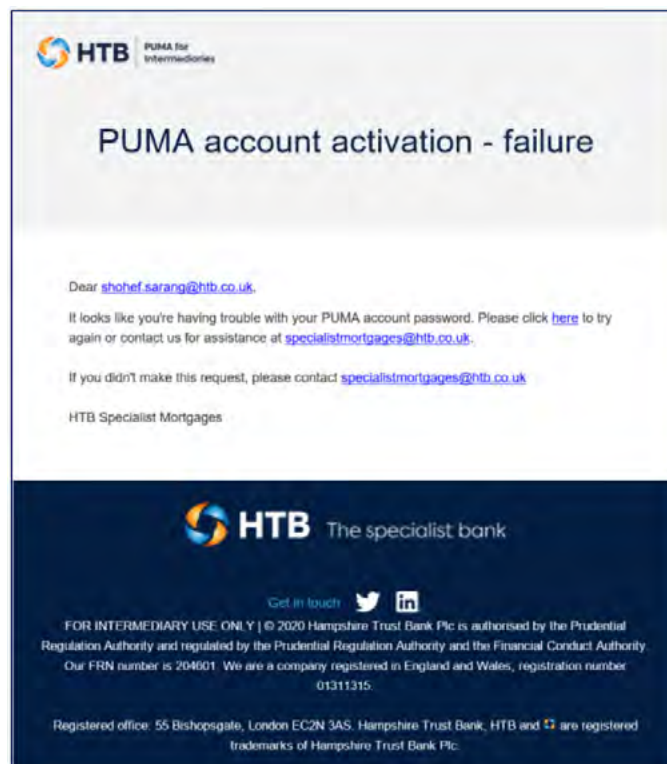 HTB PUMA for
Intermediaries
PUMA account activation - failure
Dear shohef.sarang@htb.co.uk,
It looks like you're having trouble with your PUMA account password. Please click here to try
again or contact us for assistance at specialistmortgages@htb.co.uk.
If you didn't make this request, please contact specialistmortgages@htb.co.uk
HTB Specialist Mortgages
HTB The specialist bank
Get in touch
FOR INTERMEDIARY USE ONLY | © 2020 Hampshire Trust Bank Plc is authorised by the Prudential
Regulation Authority and regulated by the Prudential Regulation Authority and the Financial Conduct Authority.
Our FRN number is 204601. We are a company registered in England and Wales, registration number
01311315.
Registered office: 55 Bishopsgate, London EC2N 3AS. Hampshire Trust Bank, HTB and are registered
trademarks of Hampshire Trust Bank Plc.